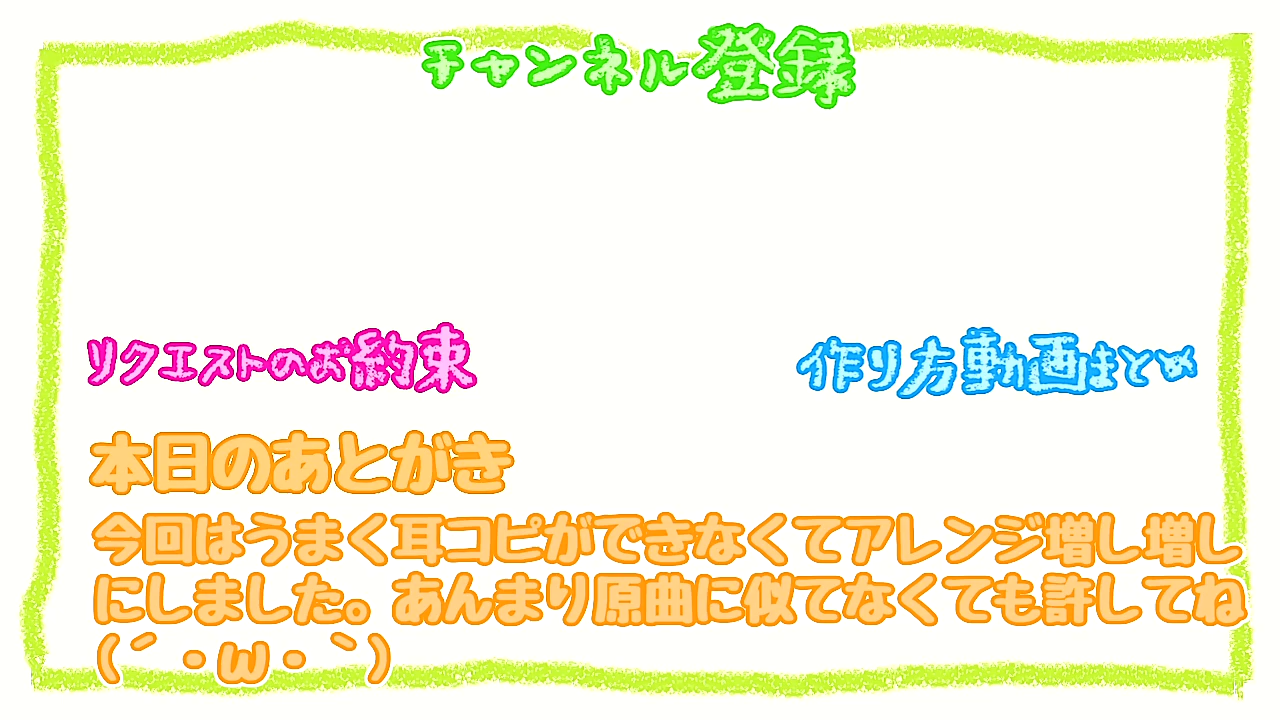 チャンネル登録
リクエストのお約束
作り方動画まとめ
本日のあとがき
今回はうまく耳コピができなくてアレンジ増し増し
にしました。あんまり原曲に似てなくても許してね
(´・ω・｀)